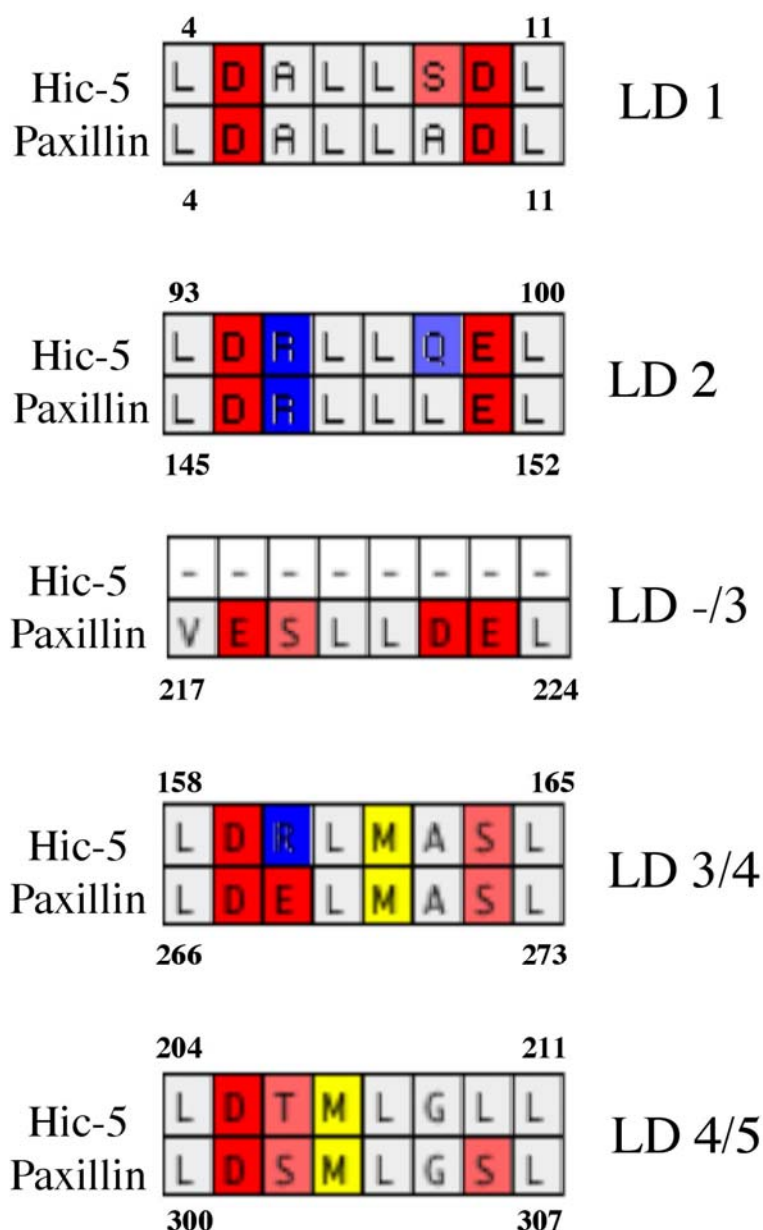 4 11
Hic-5 L D A L L S D L LD 1
Paxillin L D A L L A D L
4 11
93 100
Hic-5 L D R L L Q E L LD 2
Paxillin L D R L L L E L
145 152
Hic-5 - - - - - - - - LD -/3
Paxillin V E S L L D E L
217 224
158 165
Hic-5 L D R L M A S L LD 3/4
Paxillin L D E L M A S L
266 273
204 211
Hic-5 L D T M L G L L LD 4/5
Paxillin L D S M L G S L
300 307